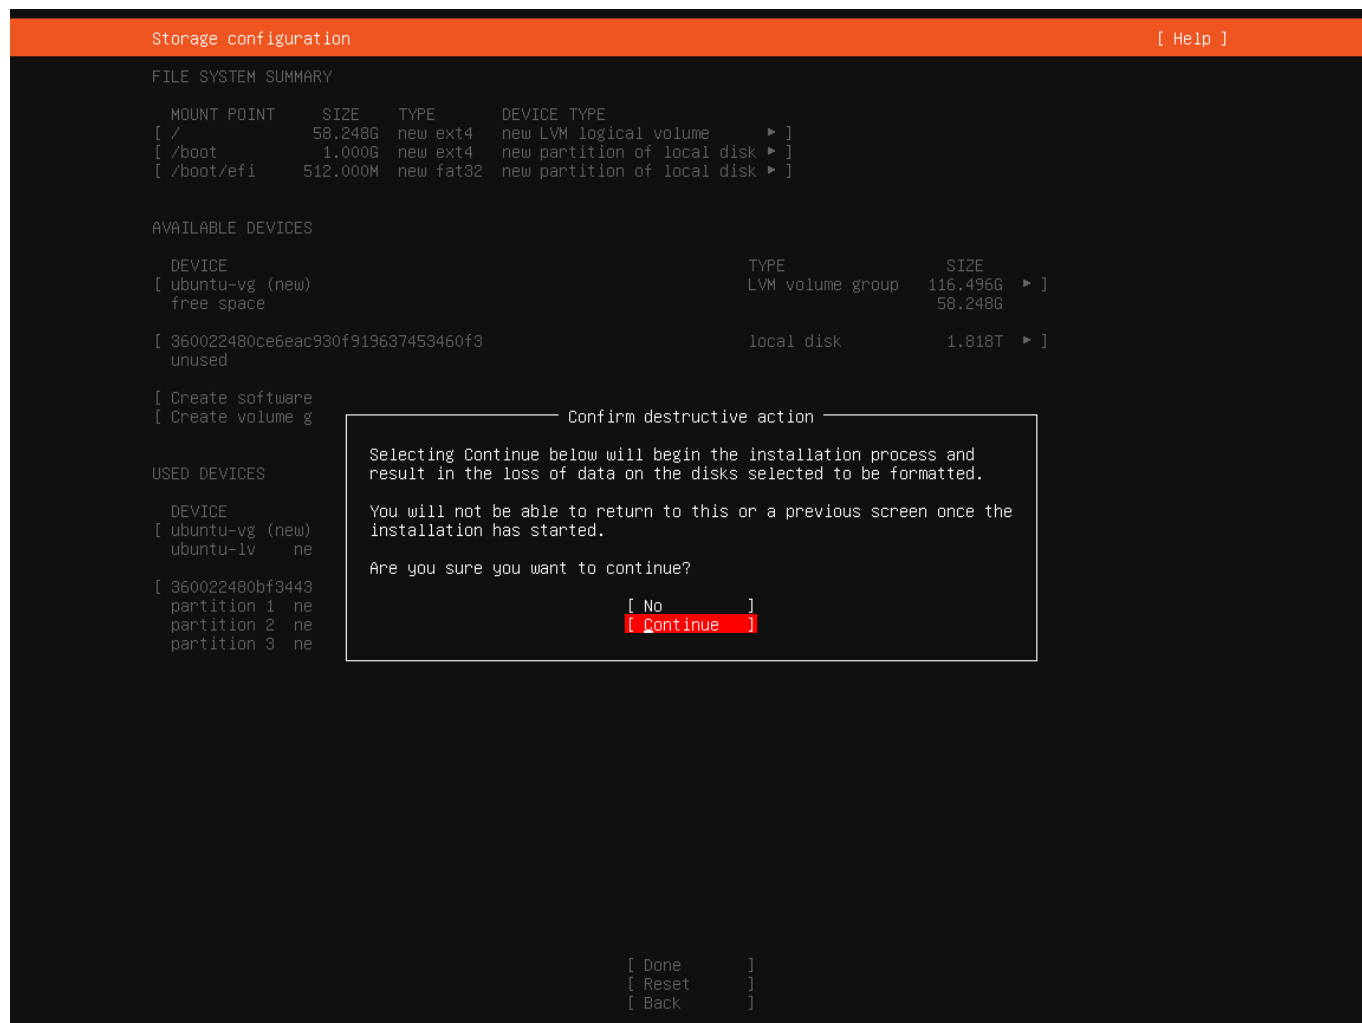 Storage configuration [ Help ]
FILE SYSTEM SUMMARY
MOUNT POINT SIZE TYPE DEVICE TYPE
[ / 58.248G new ext4 new LVM logical volume ▸ ]
[ /boot 1.000G new ext4 new partition of local disk ▸ ]
[ /boot/efi 512.000M new fat32 new partition of local disk ▸ ]
AVAILABLE DEVICES
DEVICE TYPE SIZE
[ ubuntu-vg (new) LVM volume group 116.496G ▸ ]
free space 58.248G
[ 360022480ce6eac930f919637453460f3 local disk 1.818T ▸ ]
unused
[ Create software
[ Create volume g
USED DEVICES
DEVICE
[ ubuntu-vg (new)
ubuntu-lv ne
[ 360022480bf3443
partition 1 ne
partition 2 ne
partition 3 ne
Confirm destructive action
Selecting Continue below will begin the installation process and
result in the loss of data on the disks selected to be formatted.
You will not be able to return to this or a previous screen once the
installation has started.
Are you sure you want to continue?
[ No ]
[ Continue ]
[ Done ]
[ Reset ]
[ Back ]